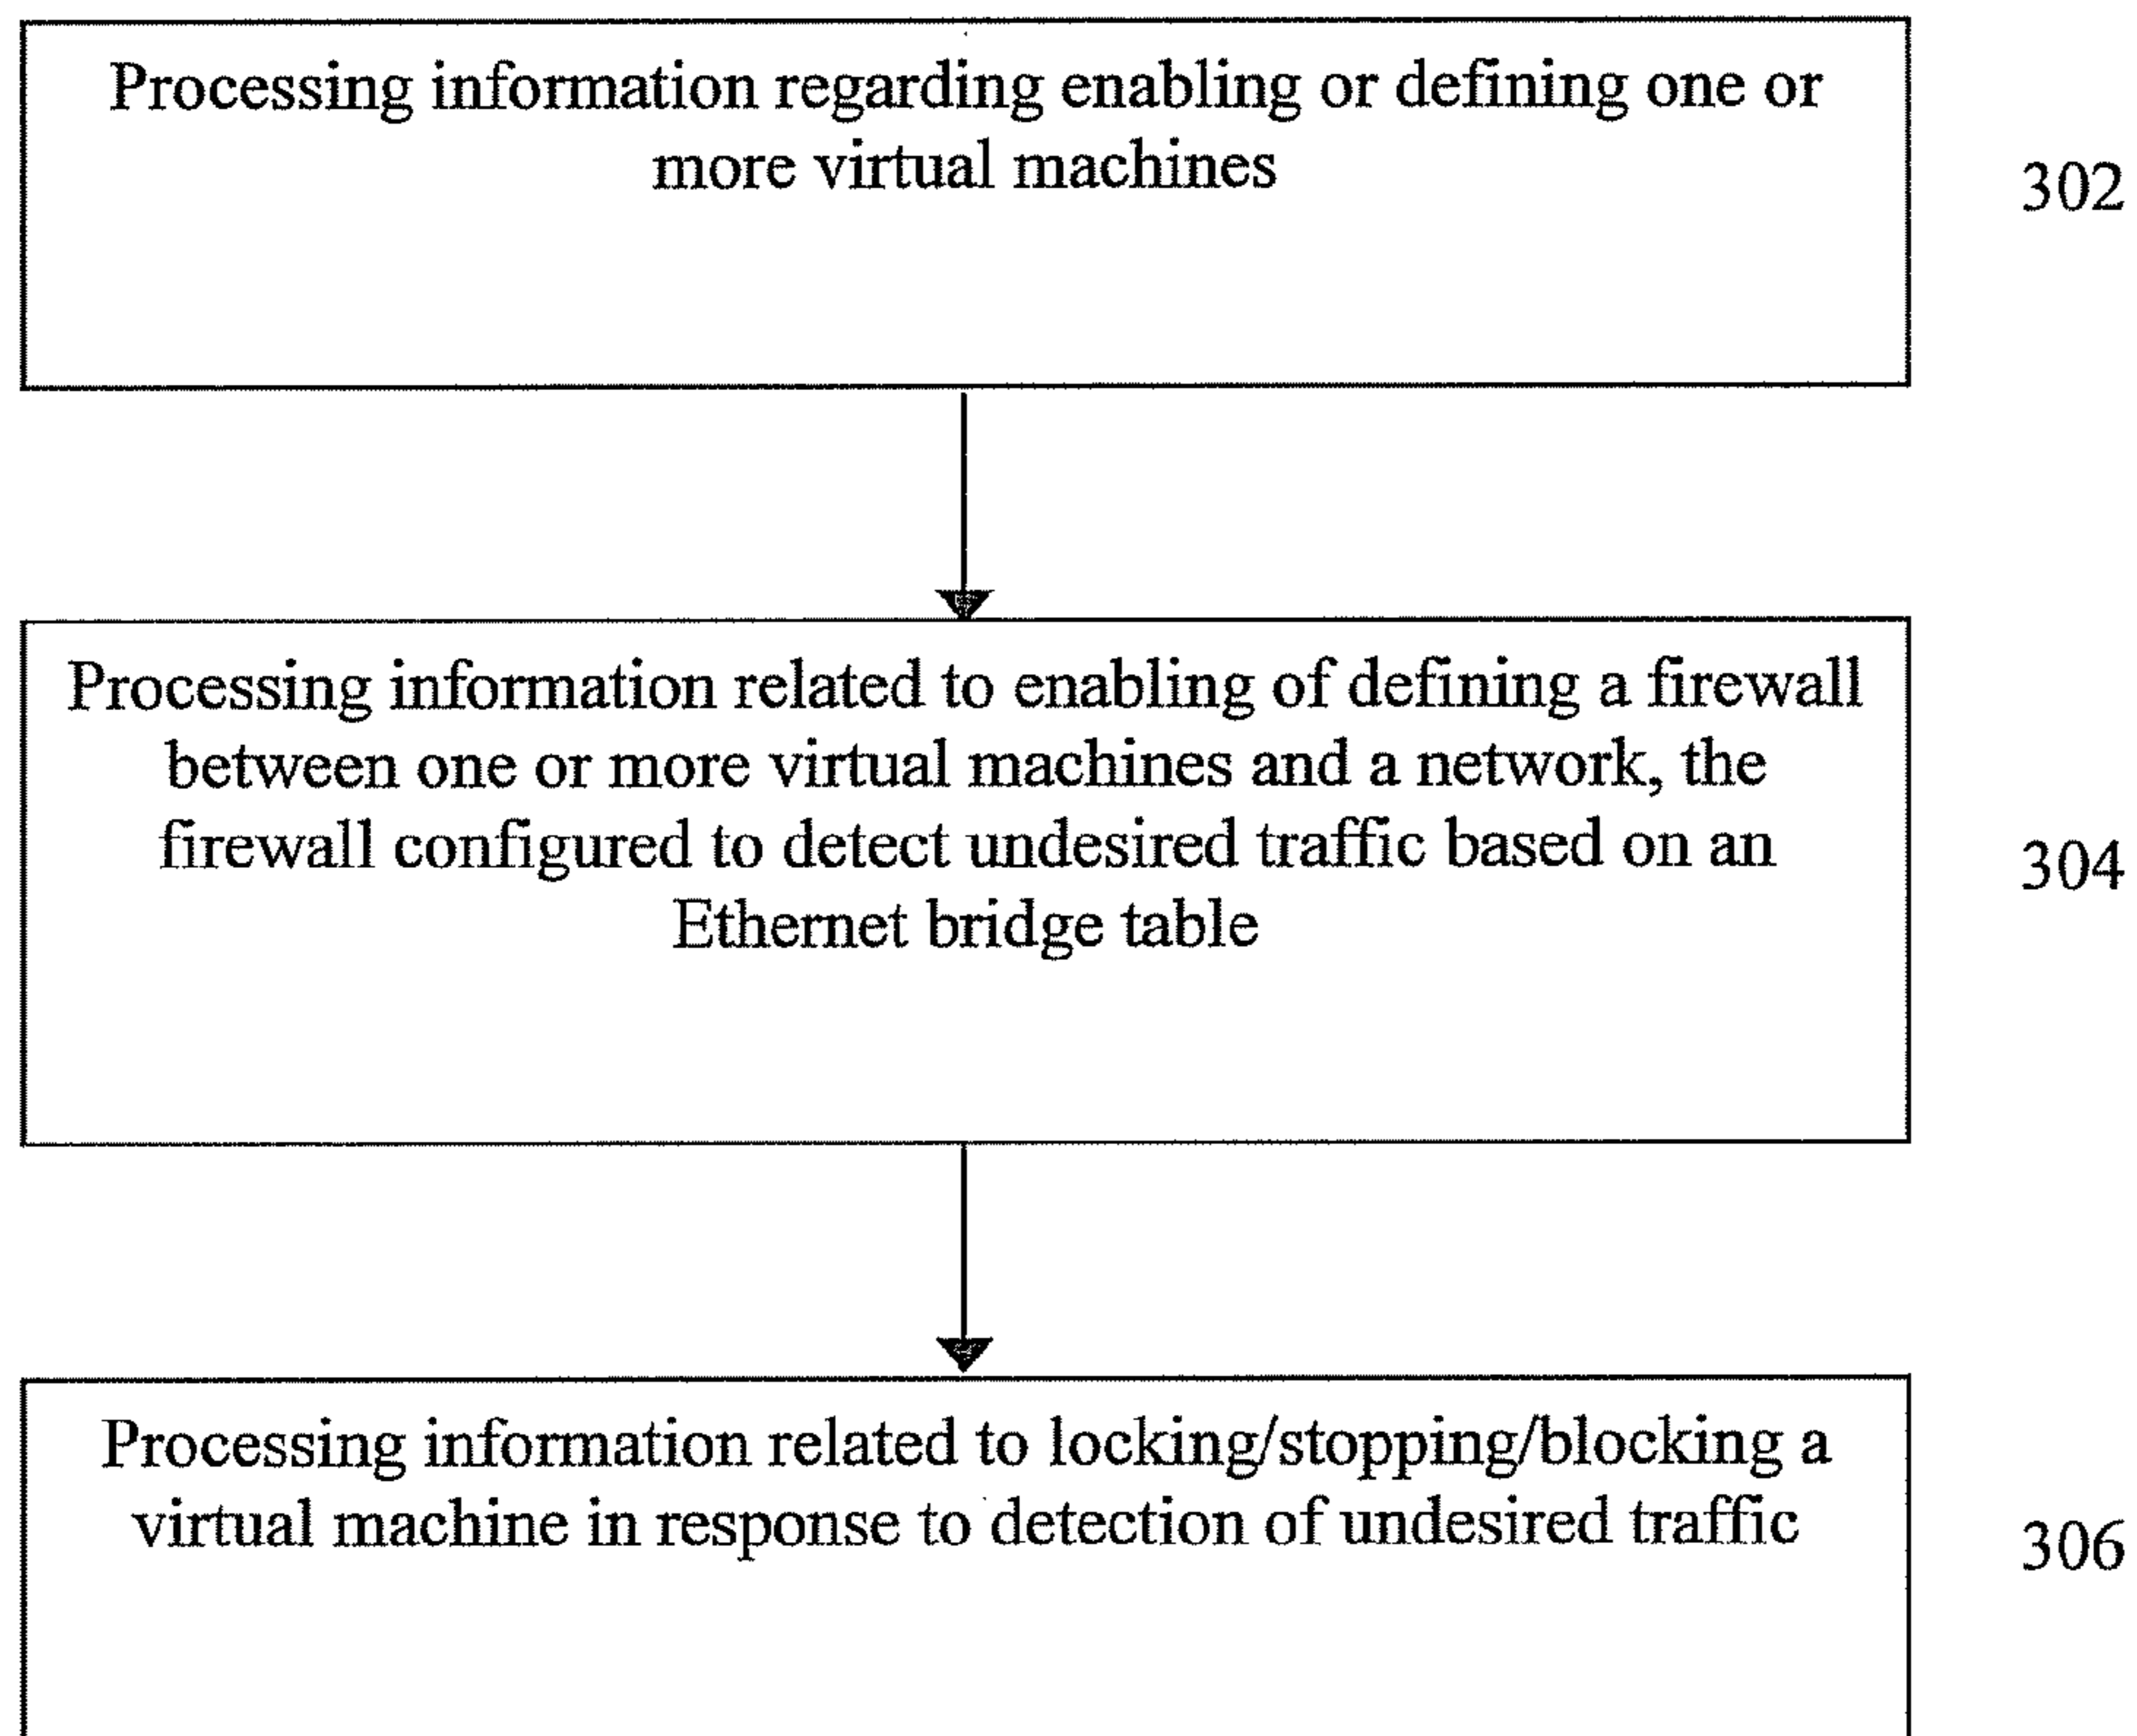 Processing information regarding enabling or defining one or
more virtual machines
302
Processing information related to enabling of defining a firewall
between one or more virtual machines and a network, the
firewall configured to detect undesired traffic based on an
Ethernet bridge table
304
Processing information related to locking/stopping/blocking a
virtual machine in response to detection of undesired traffic
306